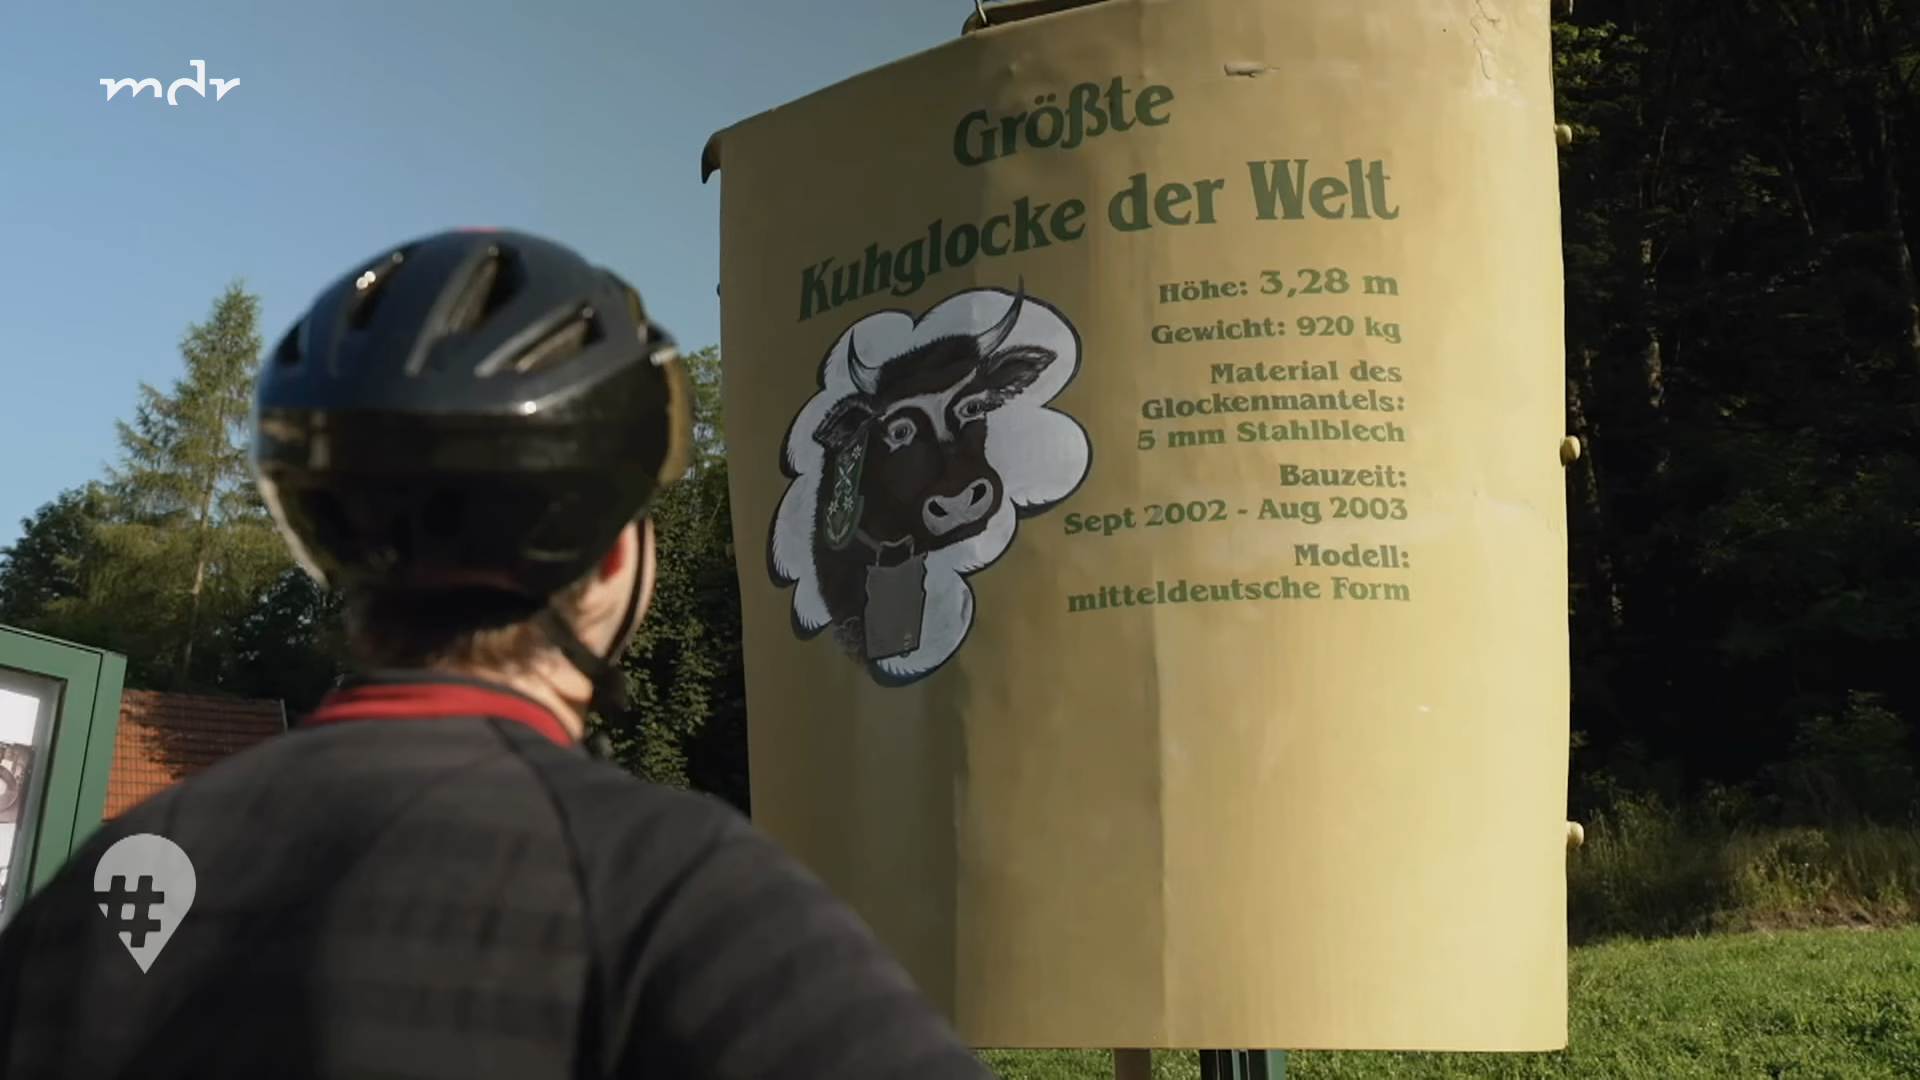 mdr
Größte
Kuhglocke der Welt
Höhe: 3,28 m
Gewicht: 920 kg
Material des
Glockenmantels:
5 mm Stahlblech
Bauzeit:
Sept 2002 - Aug 2003
Modell:
mitteldeutsche Form
#